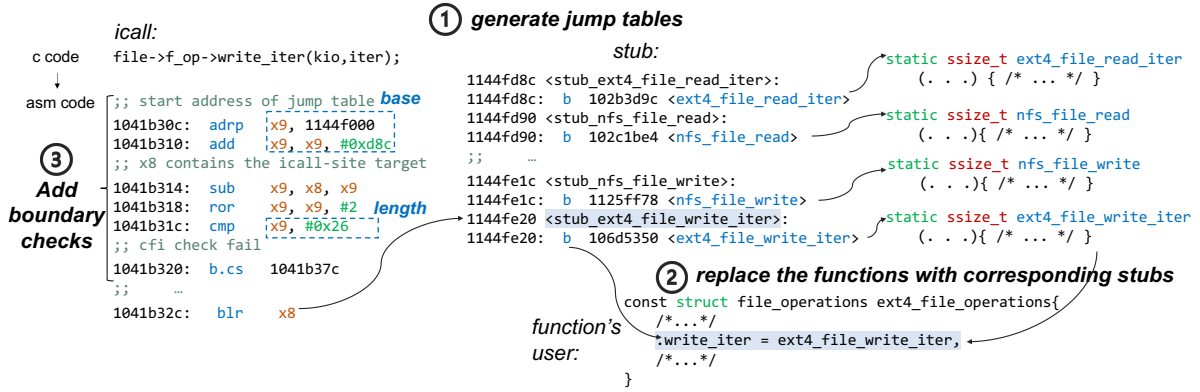 ① generate jump tables
icall:
stub:
c code
file->f_op->write_iter(kio,iter);
asm code
;; start address of jump table
base
1041b30c: adrp x9, 1144f000
1041b310: add x9, x9, #0xd8c
;; x8 contains the icall-site target
1041b314: sub x9, x8, x9
1041b318: ror x9, x9, #2
length
1041b31c: cmp x9, #0x26
;; cfi check fail
1041b320: b.cs 1041b37c
;; …
1041b32c: blr x8
③
Add
boundary
checks
1144fd8c <stub_ext4_file_read_iter>:
1144fd8c: b 102b3d9c <ext4_file_read_iter>
1144fd90 <stub_nfs_file_read>:
1144fd90: b 102c1be4 <nfs_file_read>
;; …
1144fe1c <stub_nfs_file_write>:
1144fe1c: b 1125ff78 <nfs_file_write>
1144fe20 <stub_ext4_file_write_iter>:
1144fe20: b 106d5350 <ext4_file_write_iter>
static ssize_t ext4_file_read_iter
(. . .) { /* ... */ }
static ssize_t nfs_file_read
(. . .){ /* ... */ }
static ssize_t nfs_file_write
(. . .){ /* ... */ }
static ssize_t ext4_file_write_iter
(. . .){ /* ... */ }
② replace the functions with corresponding stubs
function's
user:
const struct file_operations ext4_file_operations{
/*...*/
.write_iter = ext4_file_write_iter,
/*...*/
}